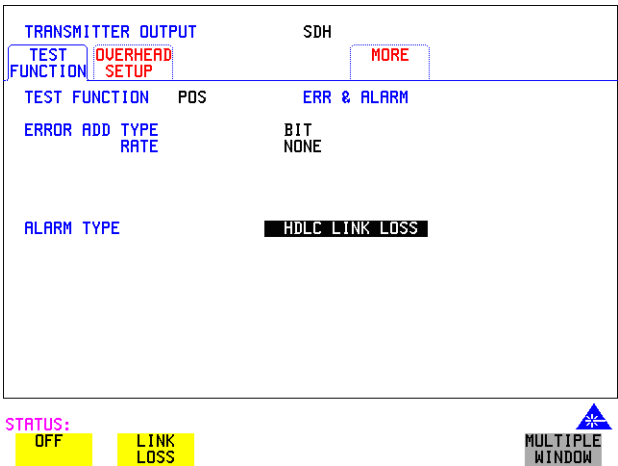 TRANSMITTER OUTPUT SDH
TEST FUNCTION OVERHEAD SETUP MORE
TEST FUNCTION POS ERR & ALARM
ERROR ADD TYPE BIT
RATE NONE
ALARM TYPE HDLC LINK LOSS
STATUS:
OFF LINK LOSS MULTIPLE WINDOW